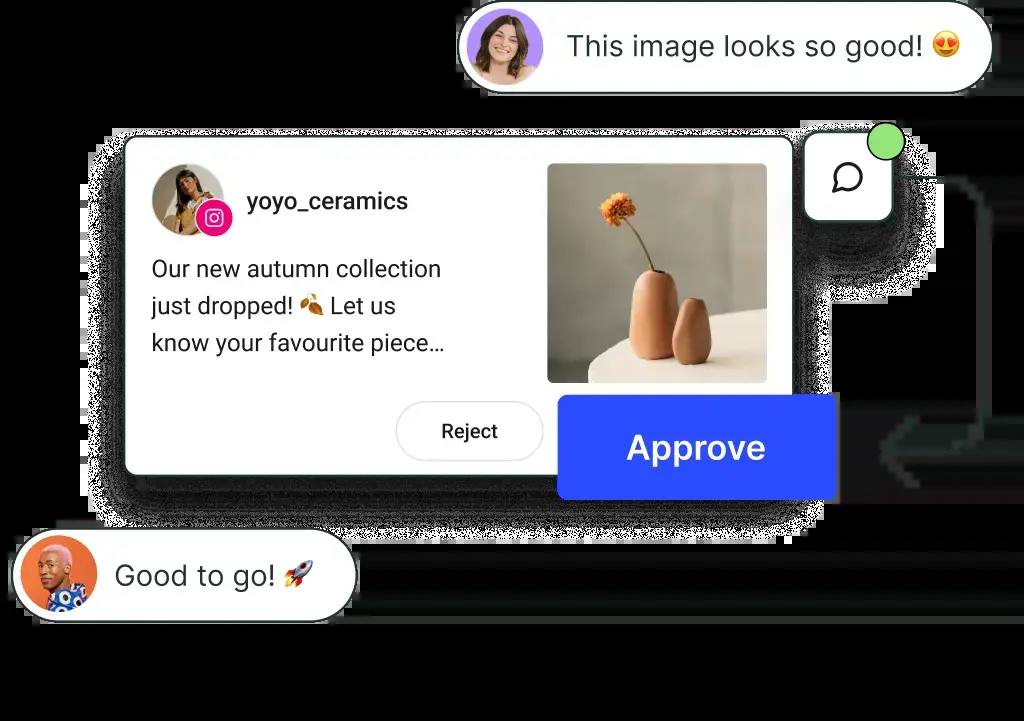 This image looks so good! 😍
yoyo_ceramics
Our new autumn collection
just dropped! 🍂 Let us
know your favourite piece...
Reject
Approve
Good to go! 🚀